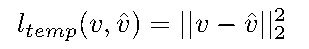 l_{temp}(v, \hat{v}) = ||v - \hat{v}||_2^2